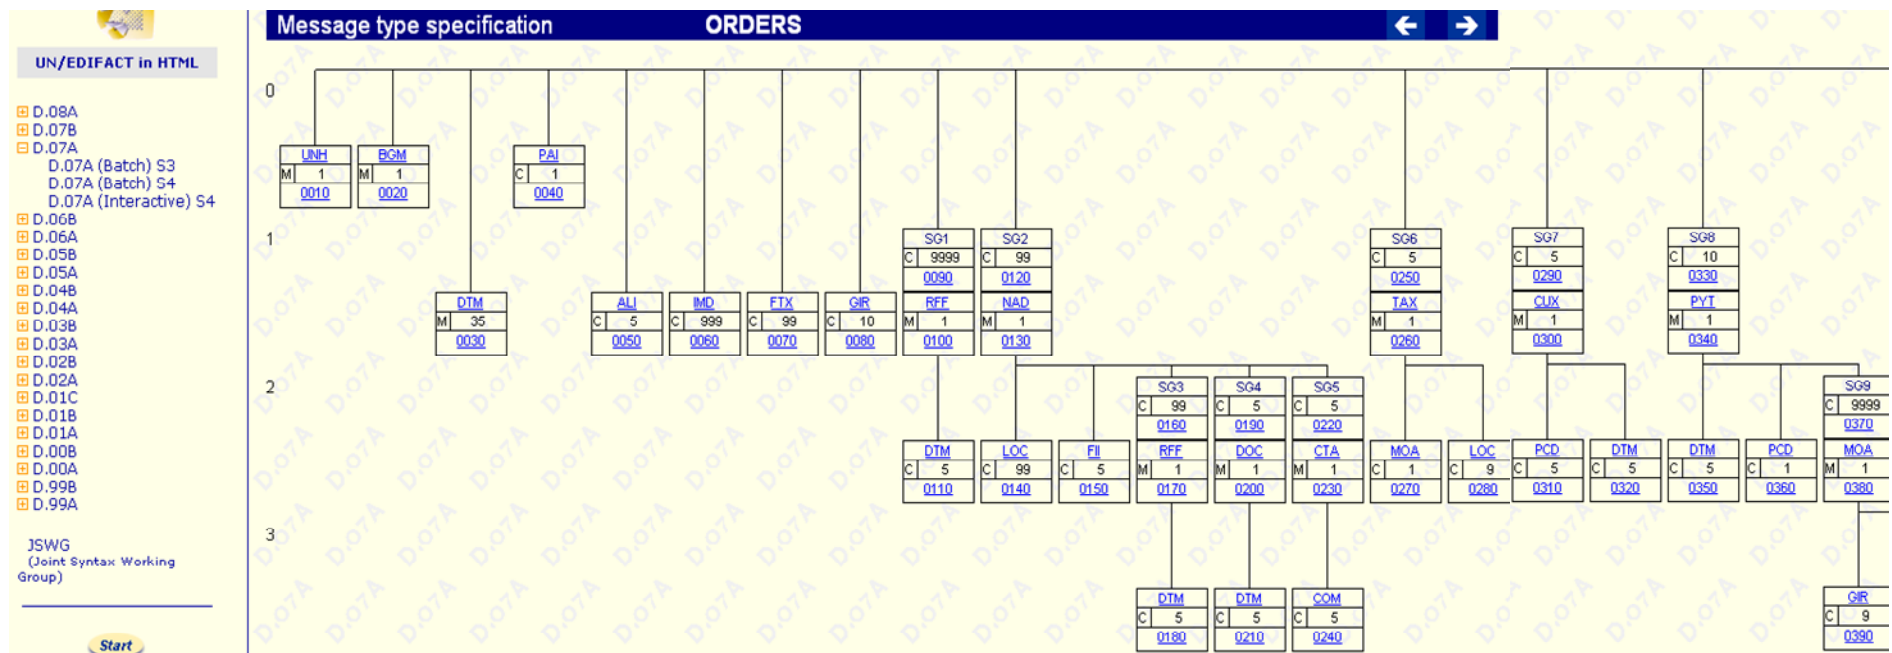 Message type specification ORDERS
UN/EDIFACT in HTML
D.08A
D.07B
D.07A
D.07A (Batch) S3
D.07A (Batch) S4
D.07A (Interactive) S4
D.06B
D.06A
D.05B
D.05A
D.04B
D.04A
D.03B
D.03A
D.02B
D.02A
D.01C
D.01B
D.01A
D.00B
D.00A
D.99B
D.99A
JSWG
(Joint Syntax Working
Group)
Start
0
UNH BGM PAI
M 1 M 1 C 1
0010 0020 0040
1
SG1 SG2 SG6 SG7 SG8
C 9999 C 99 C 5 C 5 C 10
0090 0120 0250 0290 0330
DTM ALI IMD FTX GIR RFF NAD TAX CUX PYT
M 35 C 5 C 999 C 99 C 10 M 1 M 1 M 1 M 1 M 1
0030 0050 0060 0070 0080 0100 0130 0260 0300 0340
2
SG3 SG4 SG5 SG9
C 99 C 5 C 5 C 9999
0160 0190 0220 0370
DTM LOC FII RFF DOC CTA MOA LOC PCD DTM DTM PCD MOA
C 5 C 99 C 5 M 1 M 1 M 1 C 1 C 9 C 5 C 5 C 5 C 1 M 1
0110 0140 0150 0170 0200 0230 0270 0280 0310 0320 0350 0360 0380
3
DTM DTM COM GIR
C 5 C 5 C 5 C 9
0180 0210 0240 0390